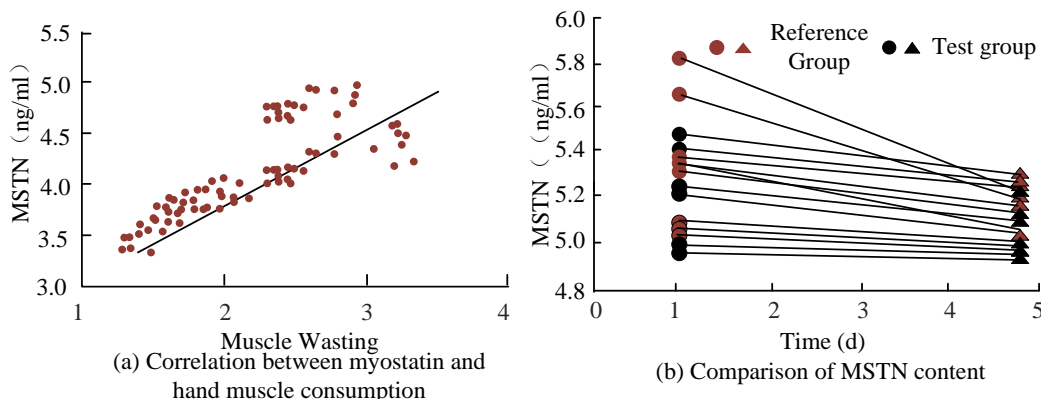 5.5
5.0
4.5
4.0
3.5
3.0
MSTN （ng/ml）
1
2
3
4
Muscle Wasting
(a) Correlation between myostatin and
hand muscle consumption
6.0
5.8
5.6
5.4
5.2
5.0
4.8
MSTN （ng/ml）
Reference
Group
Test group
0
1
2
3
4
5
Time (d)
(b) Comparison of MSTN content